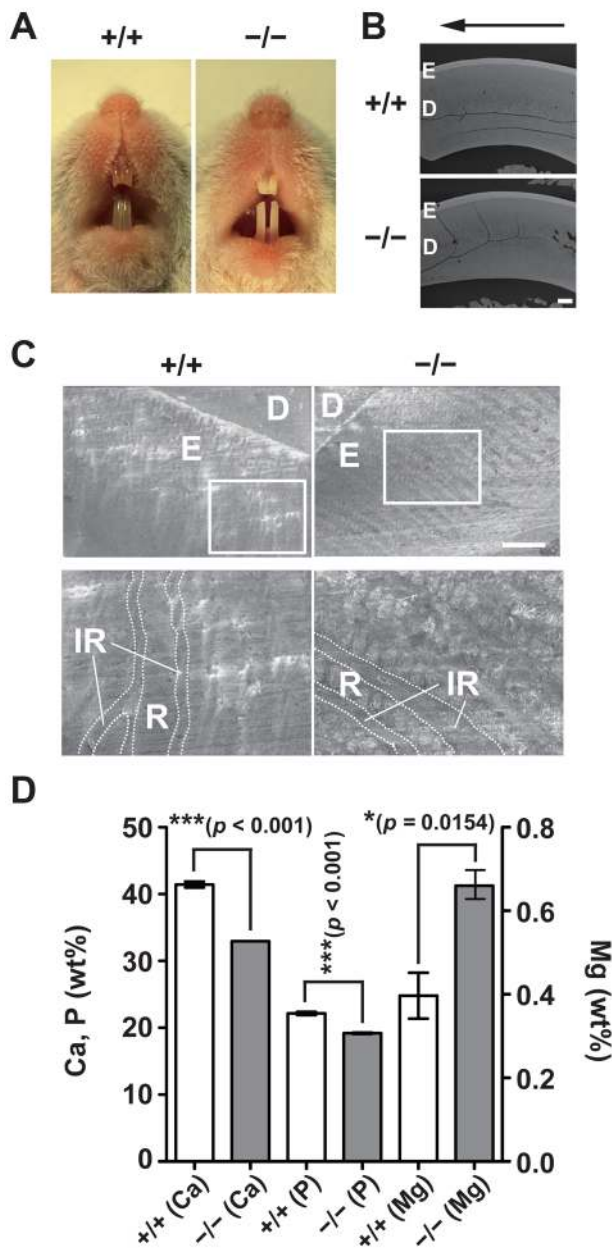 A
+/+
−/−
B
+/+
E
D
−/−
E
D
C
+/+
−/−
D
E
D
E
IR
R
R
IR
D
***(p < 0.001)
***(p < 0.001)
*(p = 0.0154)
Ca, P (wt%)
50
40
30
20
10
0
0.8
0.6
0.4
0.2
0.0
Mg (wt%)
+/+ (Ca)
−/− (Ca)
+/+ (P)
−/− (P)
+/+ (Mg)
−/− (Mg)